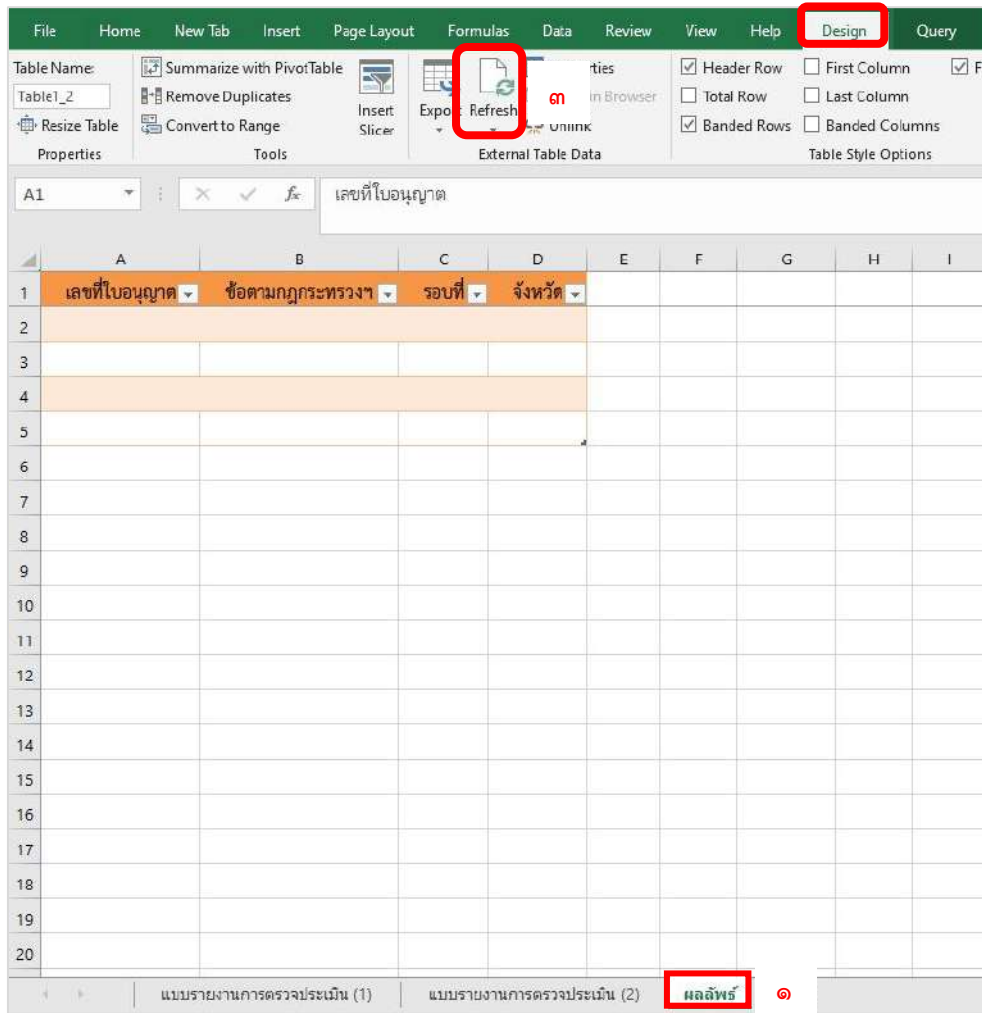 File Home New Tab Insert Page Layout Formulas Data Review View Help Design Query
Table Name: Summarize with PivotTable ๓ Header Row First Column F
Table1_2 Remove Duplicates Insert Export Refresh in Browser Total Row Last Column
Resize Table Convert to Range Slicer Unlink Banded Rows Banded Columns
Properties Tools External Table Data Table Style Options
A1 fx เลขที่ใบอนุญาต
A B C D E F G H I
1 เลขที่ใบอนุญาต ข้อตามกฎกระทรวงฯ รอบที่ จังหวัด
2
3
4
5
6
7
8
9
10
11
12
13
14
15
16
17
18
19
20
แบบรายงานการตรวจประเมิน (1) แบบรายงานการตรวจประเมิน (2) ผลลัพธ์ ๑